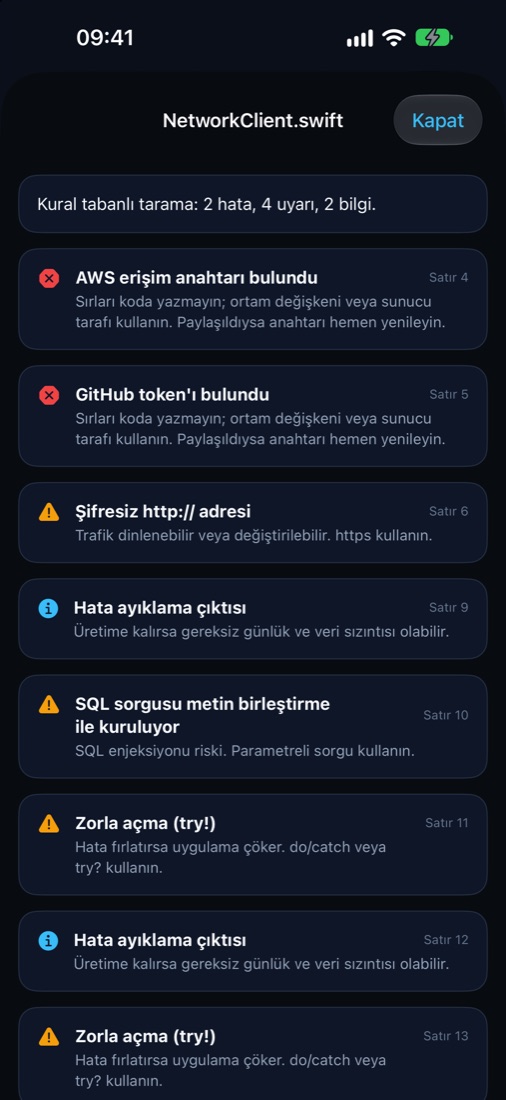 09:41
NetworkClient.swift
Kapat
Kural tabanlı tarama: 2 hata, 4 uyarı, 2 bilgi.
AWS erişim anahtarı bulundu
Satır 4
Sırları koda yazmayın; ortam değişkeni veya sunucu
tarafı kullanın. Paylaşıldıysa anahtarı hemen yenileyin.
GitHub token'ı bulundu
Satır 5
Sırları koda yazmayın; ortam değişkeni veya sunucu
tarafı kullanın. Paylaşıldıysa anahtarı hemen yenileyin.
Şifresiz http:// adresi
Satır 6
Trafik dinlenebilir veya değiştirilebilir. https kullanın.
Hata ayıklama çıktısı
Satır 9
Üretime kalırsa gereksiz günlük ve veri sızıntısı olabilir.
SQL sorgusu metin birleştirme
ile kuruluyor
Satır 10
SQL enjeksiyonu riski. Parametreli sorgu kullanın.
Zorla açma (try!)
Satır 11
Hata fırlatırsa uygulama çöker. do/catch veya
try? kullanın.
Hata ayıklama çıktısı
Satır 12
Üretime kalırsa gereksiz günlük ve veri sızıntısı olabilir.
Zorla açma (try!)
Satır 13
Hata fırlatırsa uygulama çöker. do/catch veya
try? kullanın.